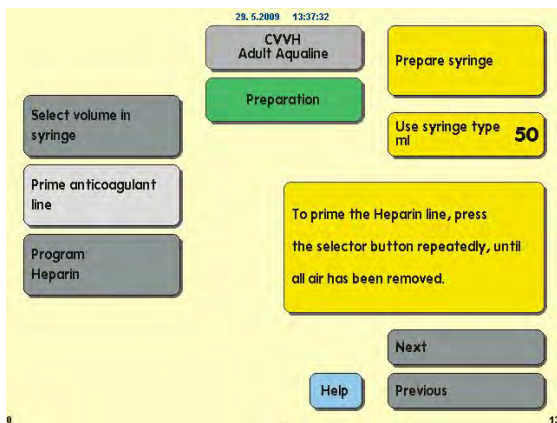 29. 5.2009 13:37:32
CVVH
Adult Aqualine
Prepare syringe
Preparation
Select volume in
syringe
Use syringe type
ml 50
Prime anticoagulant
line
To prime the Heparin line, press
the selector button repeatedly, until
all air has been removed.
Program
Heparin
Next
Help
Previous
0